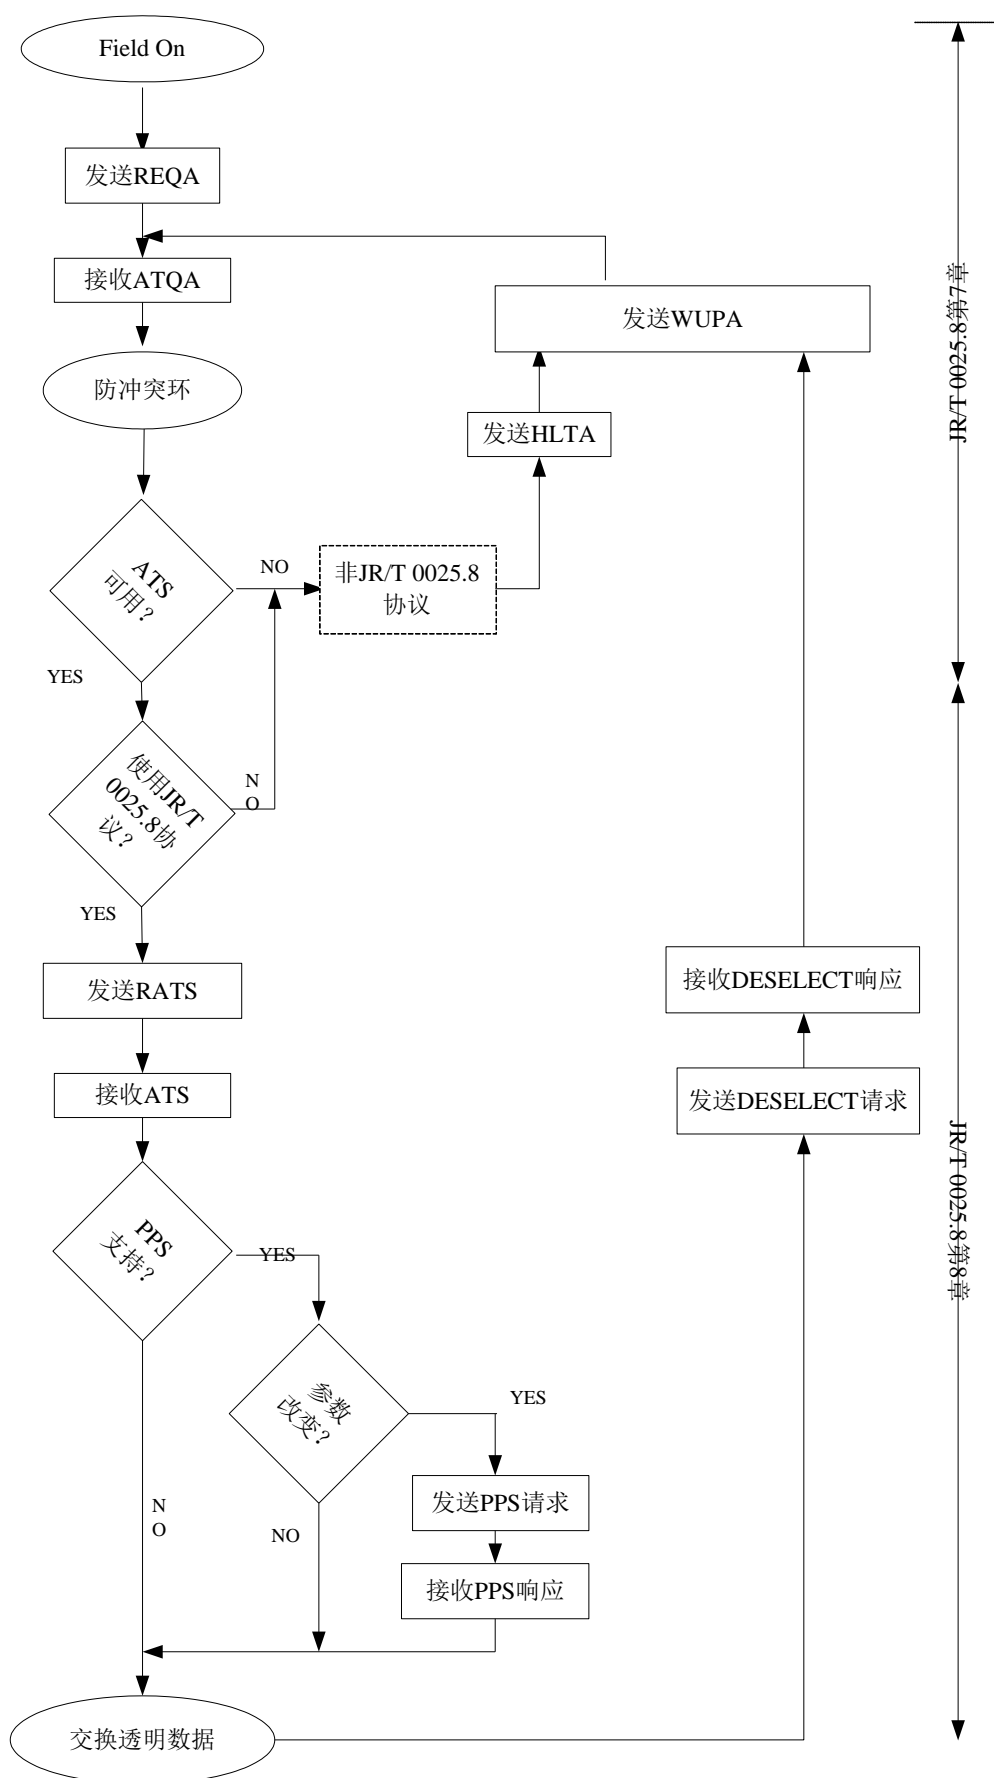 Field On
发送REQA
接收ATQA
发送WUPA
防冲突环
发送HLTA
ATS
可用?
NO
非JR/T 0025.8
协议
YES
使用JR/T
0025.8协
议?
N
O
YES
发送RATS
接收DESELECT响应
接收ATS
发送DESELECT请求
PPS
支持?
YES
参数
改变?
YES
发送PPS请求
N
O
NO
接收PPS响应
交换透明数据
JR/T 0025.8第7章
JR/T 0025.8第8章